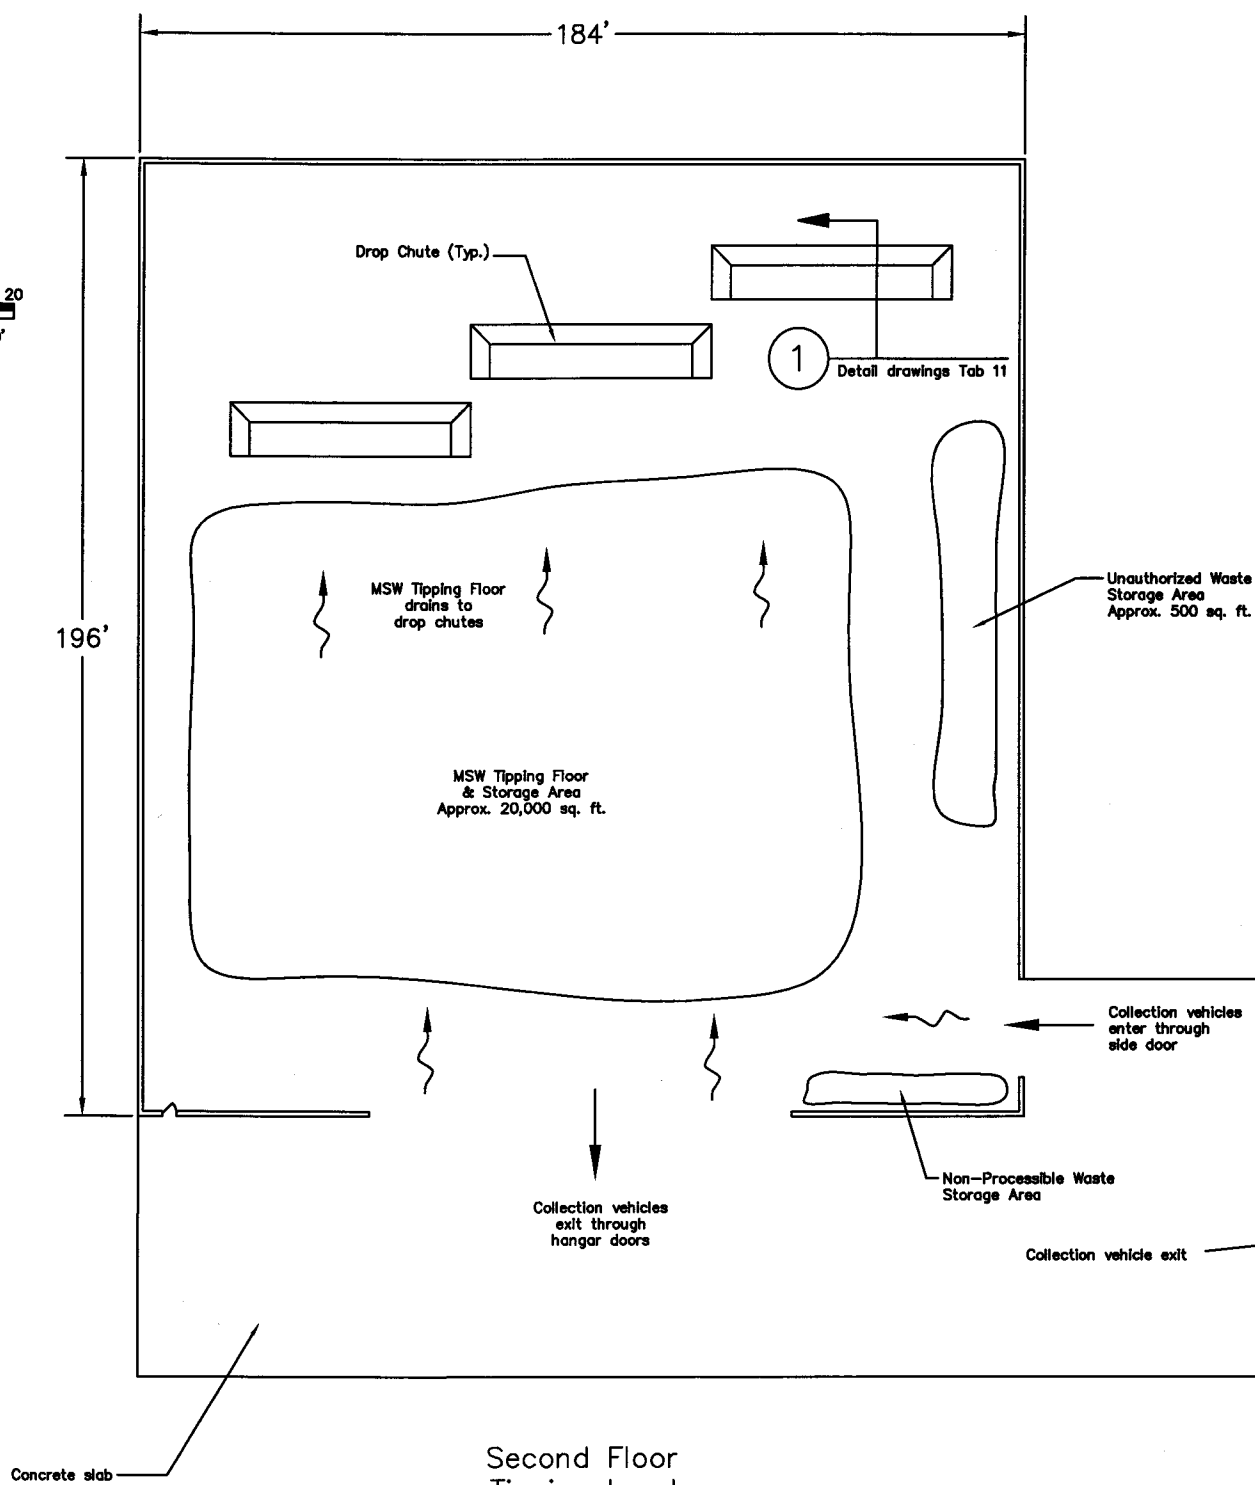 184'
20
Drop Chute (Typ.)
1
Detail drawings Tab 11
MSW Tipping Floor
drains to
drop chutes
Unauthorized Waste
Storage Area
Approx. 500 sq. ft.
196'
MSW Tipping Floor
& Storage Area
Approx. 20,000 sq. ft.
Collection vehicles
enter through
side door
Non-Processible Waste
Storage Area
Collection vehicles
exit through
hangar doors
Collection vehicle exit
Concrete slab
Second Floor